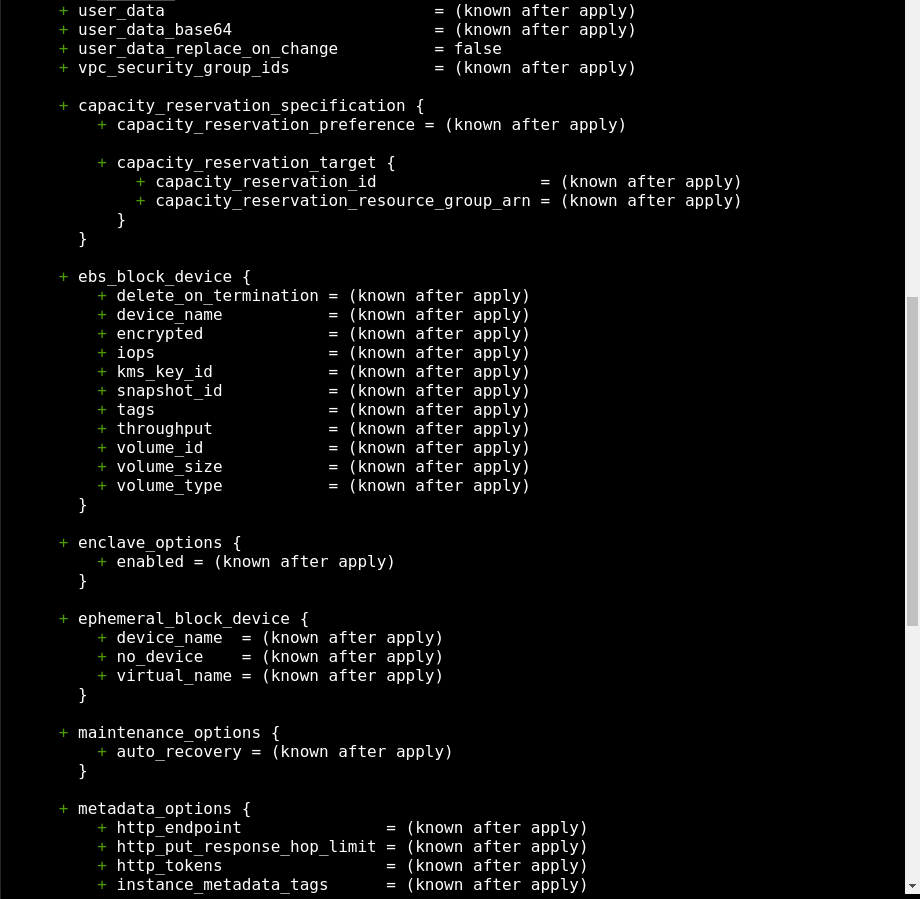 + user_data                            = (known after apply)
+ user_data_base64                     = (known after apply)
+ user_data_replace_on_change          = false
+ vpc_security_group_ids               = (known after apply)

+ capacity_reservation_specification {
    + capacity_reservation_preference = (known after apply)

    + capacity_reservation_target {
        + capacity_reservation_id                 = (known after apply)
        + capacity_reservation_resource_group_arn = (known after apply)
      }
  }

+ ebs_block_device {
    + delete_on_termination = (known after apply)
    + device_name           = (known after apply)
    + encrypted             = (known after apply)
    + iops                  = (known after apply)
    + kms_key_id            = (known after apply)
    + snapshot_id           = (known after apply)
    + tags                  = (known after apply)
    + throughput            = (known after apply)
    + volume_id             = (known after apply)
    + volume_size           = (known after apply)
    + volume_type           = (known after apply)
  }

+ enclave_options {
    + enabled = (known after apply)
  }

+ ephemeral_block_device {
    + device_name  = (known after apply)
    + no_device    = (known after apply)
    + virtual_name = (known after apply)
  }

+ maintenance_options {
    + auto_recovery = (known after apply)
  }

+ metadata_options {
    + http_endpoint               = (known after apply)
    + http_put_response_hop_limit = (known after apply)
    + http_tokens                 = (known after apply)
    + instance_metadata_tags      = (known after apply)